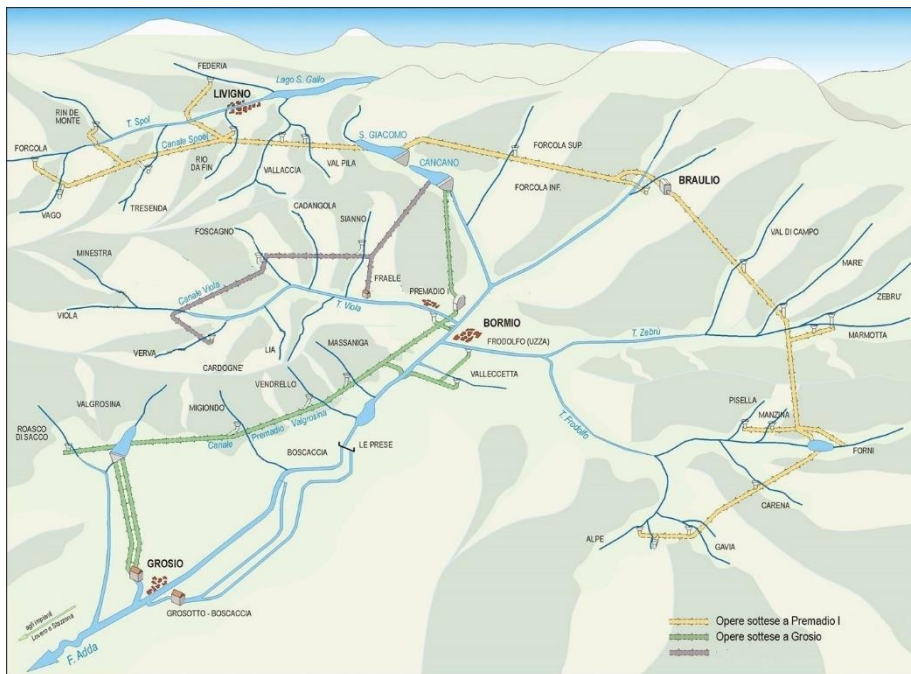 FEDERIA
Lago S. Gallo
LIVIGNO
RIN DE
MONTE
T. Spol
FORCOLA
Canale Spoel
S. GIACOMO
FORCOLA SUP.
RIO
DA FIN
VAL PILA
VALLACCIA
CANCANO
BRAULIO
FORCOLA INF.
VAGO
TRESENDA
CADANGOLA
SIANNO
VAL DI CAMPO
FOSCAGNO
MINESTRA
MARE'
FRAELE
ZEBRU'
Canale Viola
PREMADIO
VIOLA
T. Viola
BORMIO
T. Zebrù
MARMOTTA
FRODOLFO (UZZA)
VERVA
LIA
MASSANIGA
CARDOGNE'
VALLECCETTA
VENDRELLO
PISELLA
VALGROSINA
MIGIONDO
MANZINA
ROASCO
DI SACCO
Canale Premadio Valgrosina
T. Frodolfo
LE PRESE
BOSCACCIA
FORNI
CARENA
ALPE
GAVIA
GROSIO
GROSOTTO - BOSCACCIA
agli impianti
Lovero e Stazzona
F. Adda
Opere sottese a Premadio I
Opere sottese a Grosio